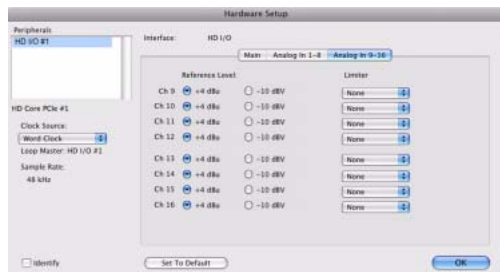 Hardware Setup
Peripherals
HD I/O #1
Interface: HD I/O
Main Analog In 1-8 Analog In 9-16
Reference Level Limiter
Ch 9 +4 dBu -10 dBV None
Ch 10 +4 dBu -10 dBV None
Ch 11 +4 dBu -10 dBV None
Ch 12 +4 dBu -10 dBV None
Ch 13 +4 dBu -10 dBV None
Ch 14 +4 dBu -10 dBV None
Ch 15 +4 dBu -10 dBV None
Ch 16 +4 dBu -10 dBV None
HD Core PCIe #1
Clock Source:
Word Clock
Loop Master: HD I/O #1
Sample Rate:
48 kHz
Identify Set To Default OK